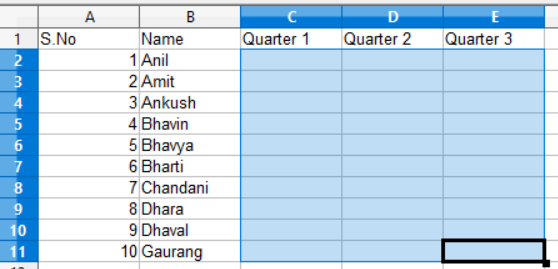 A B C D E
1 S.No Name Quarter 1 Quarter 2 Quarter 3
2 1 Anil
3 2 Amit
4 3 Ankush
5 4 Bhavin
6 5 Bhavya
7 6 Bharti
8 7 Chandani
9 8 Dhara
10 9 Dhaval
11 10 Gaurang